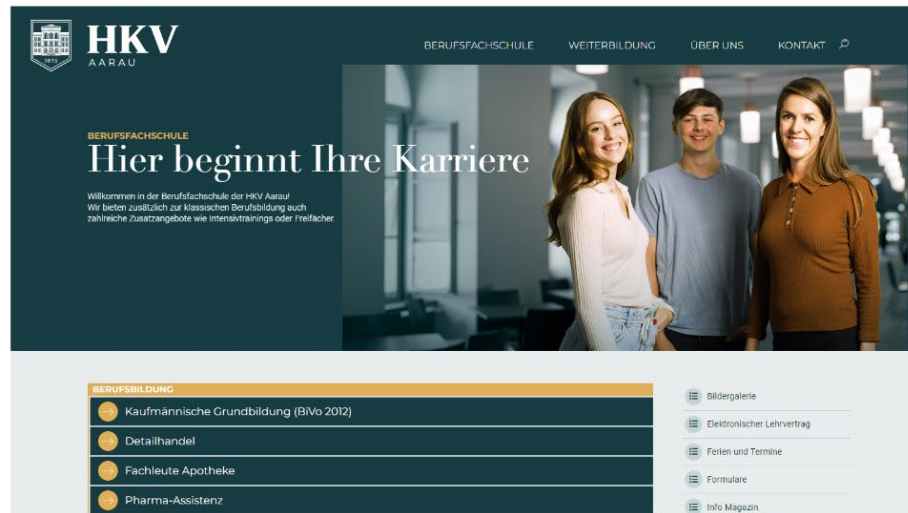 HKV
AARAU
1873
BERUFSFACHSCHULE
WEITERBILDUNG
ÜBER UNS
KONTAKT
BERUFSFACHSCHULE
Hier beginnt Ihre Karriere
Willkommen in der Berufsfachschule der HKV Aarau!
Wir bieten zusätzlich zur klassischen Berufsbildung auch
zahlreiche Zusatzangebote wie Intensivtrainings oder Freifächer.
BERUFSBILDUNG
Kaufmännische Grundbildung (BiVo 2012)
Detailhandel
Fachleute Apotheke
Pharma-Assistenz
Bildergalerie
Elektronischer Lehrvertrag
Ferien und Termine
Formulare
Info Magazin